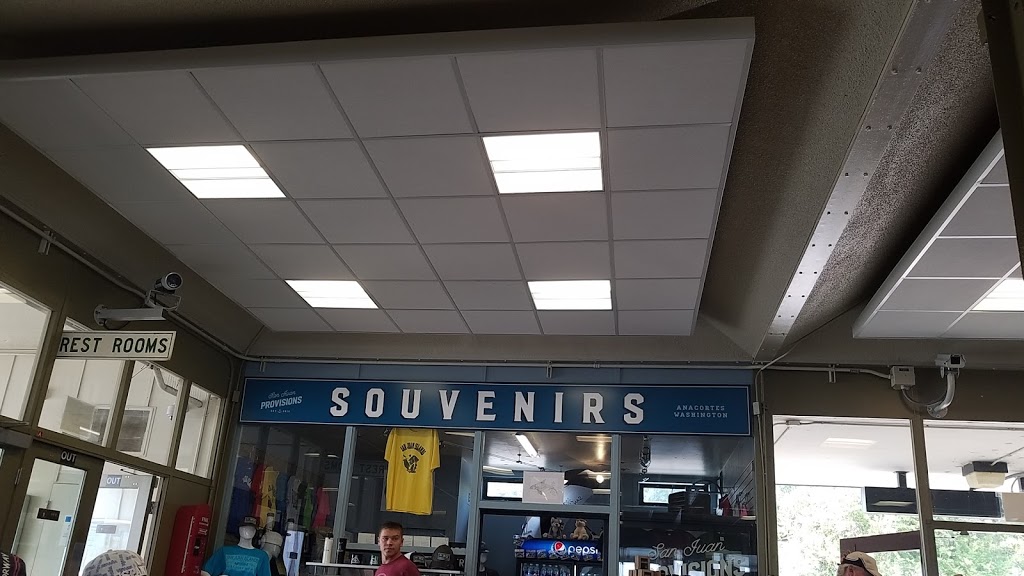 REST ROOMS
San Juan
PROVISIONS
SOUVENIRS
ANACORTES
WASHINGTON
OUT
OUT
pepsi
San Juan
PROVISIONS